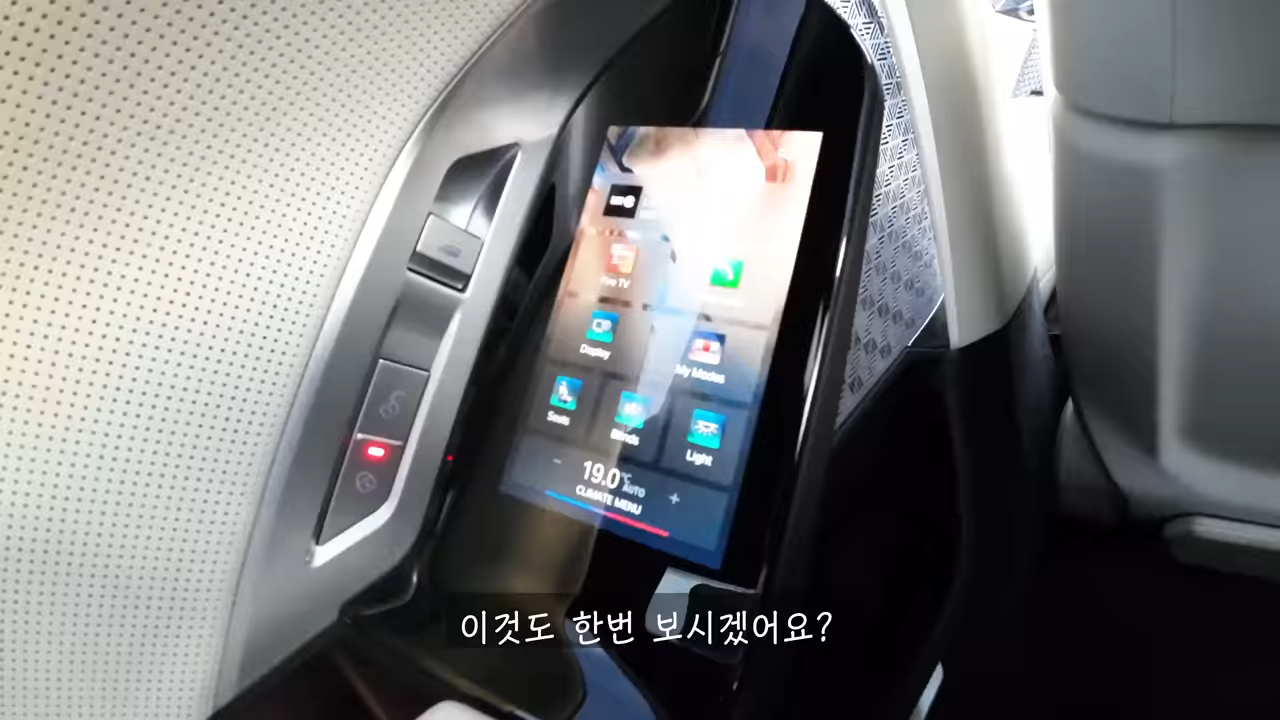 Fire TV
Display
My Modes
Seats
Blinds
Light
- 19.0 °C AUTO +
CLIMATE MENU
이것도 한번 보시겠어요?